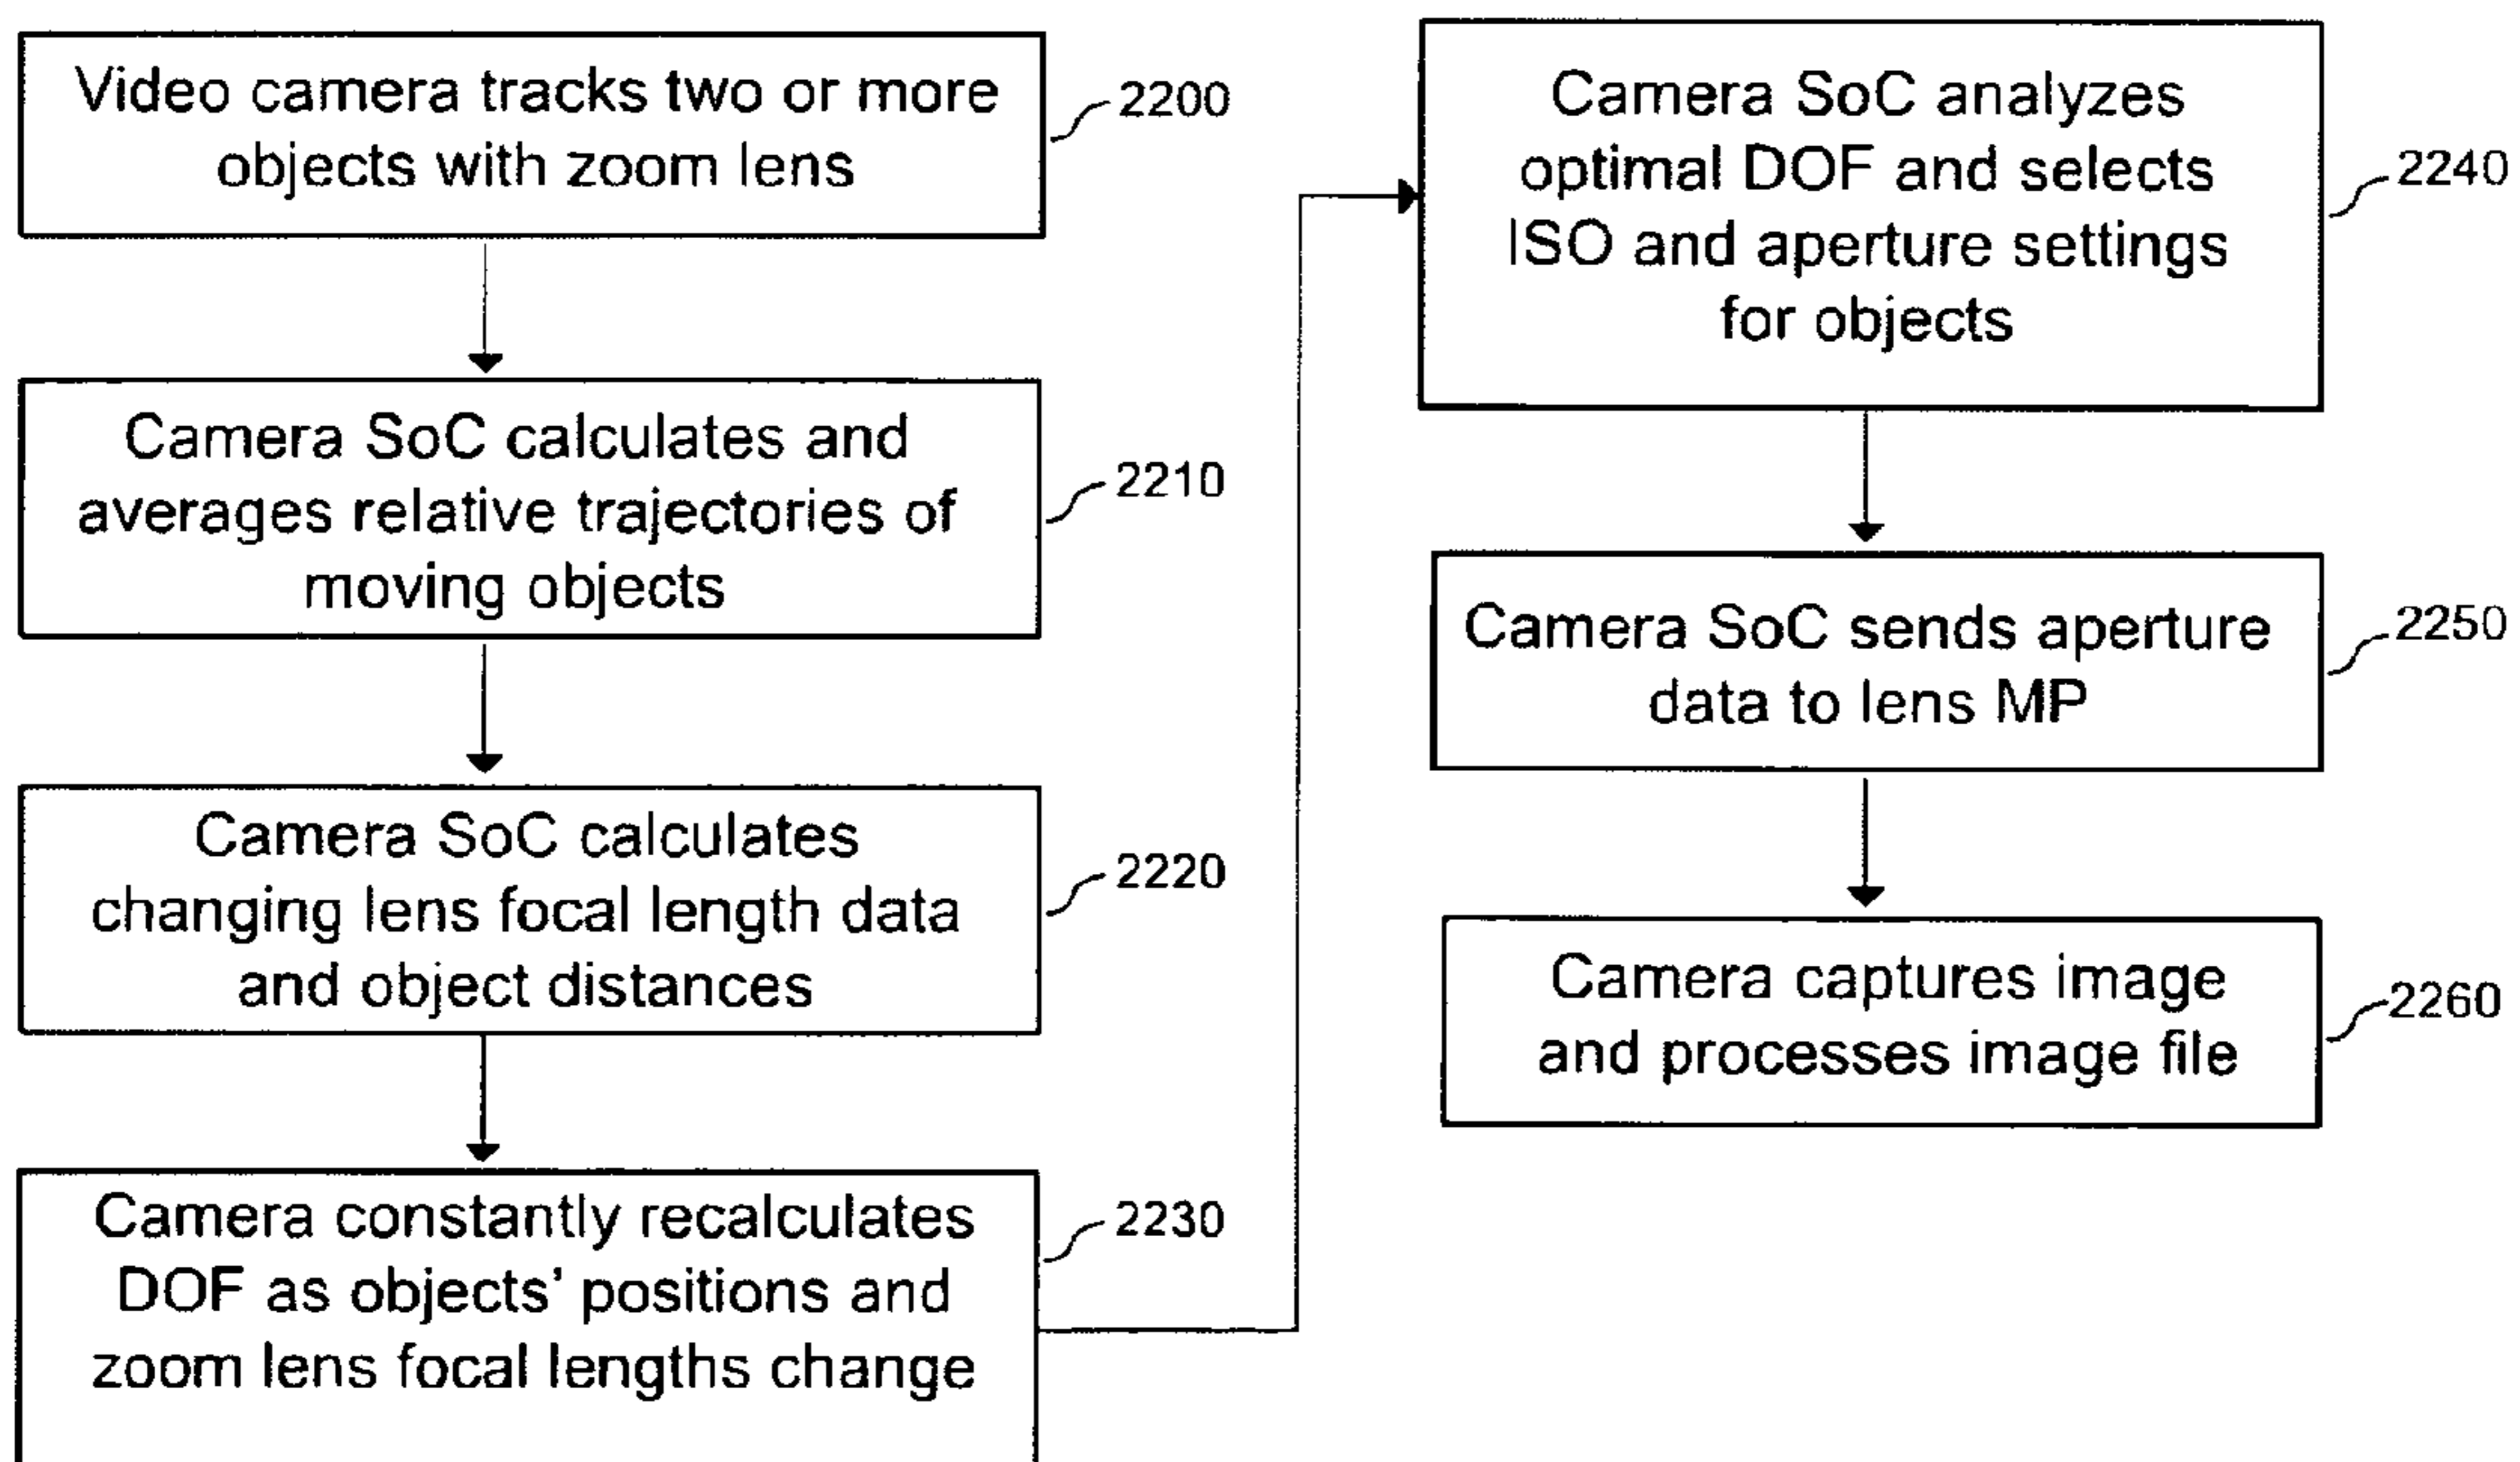 Video camera tracks two or more
objects with zoom lens
2200
Camera SoC calculates and
averages relative trajectories of
moving objects
2210
Camera SoC calculates
changing lens focal length data
and object distances
2220
Camera constantly recalculates
DOF as objects' positions and
zoom lens focal lengths change
2230
Camera SoC analyzes
optimal DOF and selects
ISO and aperture settings
for objects
2240
Camera SoC sends aperture
data to lens MP
2250
Camera captures image
and processes image file
2260